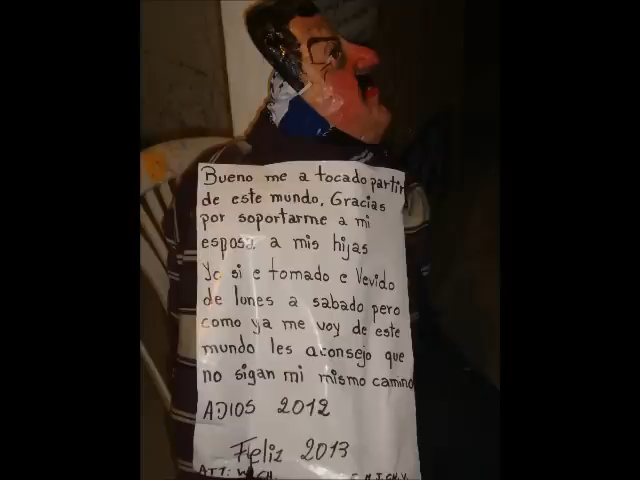 Bueno me a tocado partir
de este mundo, Gracias
por soportarme a mi
esposa a mis hijas
Yo si e tomado e Vevido
de lunes a sabado pero
como ya me voy de este
mundo les aconsejo que
no sigan mi mismo camino
ADIOS 2012
Feliz 2013
ATT: